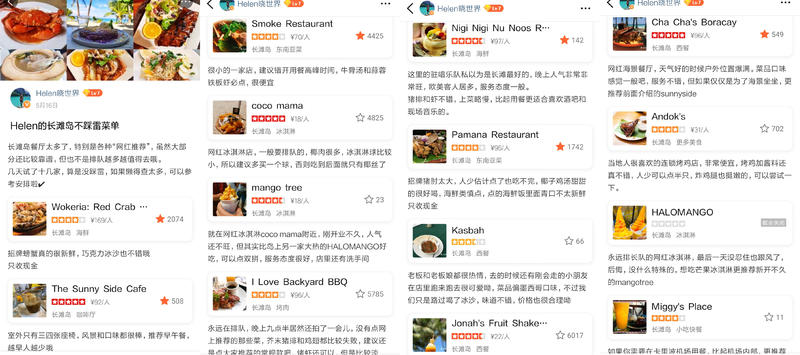 Helen晓世界 Lv7
5月16日
Helen的长滩岛不踩雷菜单
长滩岛餐厅太多了，特别是各种“网红推荐”，虽然大部
分还比较靠谱，但也不是排队越多越值得去哦。
几天试了十几家，算是没踩雷，如果懒得查太多，可以参
考安排啦✔
Wokeria: Red Crab ···
¥169/人
2074
长滩岛 海鲜
招牌螃蟹真的很新鲜，巧克力冰沙也不错哦
只收现金
The Sunny Side Cafe
¥92/人
508
长滩岛 咖啡厅
室外只有三四张座椅，风景和口味都很棒，推荐早午餐，
越早人越少哦
Helen晓世界 Lv7
Smoke Restaurant
¥70/人
4425
长滩岛 东南亚菜
很小的一家店，建议错开用餐高峰时间，牛骨汤和蒜蓉
铁板虾必点，很便宜
coco mama
¥18/人
4825
长滩岛 冰淇淋
网红冰淇淋店，一般要排队的，椰肉很多，冰淇淋球比较
小，所以建议多买一个球，否则吃到后面就只有椰丝了
mango tree
¥18/人
23
长滩岛 冰淇淋
就在网红冰淇淋coco mama附近，刚开业不久，人气
还不旺，但其实比岛上另一家大热的HALOMANGO好
吃，可以点双拼，服务态度很好，店里还有洗手间
I Love Backyard BBQ
¥96/人
5785
长滩岛 烤肉
永远在排队，晚上九点半居然还拍了一会儿，没有点网
上推荐的那些菜，芥末猪排和鸡翅都比较失望，建议还
是点大家推荐的常规款吧，烤虾还可以，但是比较淡
Helen晓世界 Lv7
Nigi Nigi Nu Noos R···
¥97/人
142
长滩岛 海鲜
这里的驻唱乐队私以为是长滩最好的，晚上人气非常非
常旺，欧美客人居多，服务态度很一般。
猪排和虾不错，上菜略慢，比起用餐更适合喜欢酒吧和
现场音乐的。
Pamana Restaurant
¥96/人
1742
长滩岛 东南亚菜
招牌猪肘太大，人少估计点了也吃不完，椰子鸡汤甜甜
的很好喝，海鲜类慎点，点的海鲜饭里面青口不太新鲜
只收现金
Kasbah
66
长滩岛 西餐
老板和老板娘都很热情，去的时候还有刚会走的小朋友
在店里跑来跑去很可爱呦，菜品偏墨西哥口味，不过我
们只是路过喝了冰沙，味道不错，价格也很合理呦
Jonah's Fruit Shake···
¥22/人
6017
Helen晓世界 Lv7
Cha Cha's Boracay
¥96/人
549
长滩岛 西餐
网红海景餐厅，天气好的时候户外位置爆满。菜品口味
感觉一般吧，服务不错，但如果仅仅是为了海景坐坐，更
推荐前面介绍的sunnyside
Andok's
¥31/人
702
长滩岛 更多美食
当地人很喜欢的连锁烤鸡店，非常便宜，烤鸡加酱料还
真不错，人少可以点半只，炸鸡腿也挺嫩的，可以尝试一
下。
HALOMANGO
长滩岛 冰淇淋
永远排长队的网红冰淇淋，最后一天没忍住也跟风了，
后悔，没什么特殊的，想吃芒果冰淇淋更推荐新开不久
的mangotree
Miggy's Place
11
长滩岛 小吃快餐